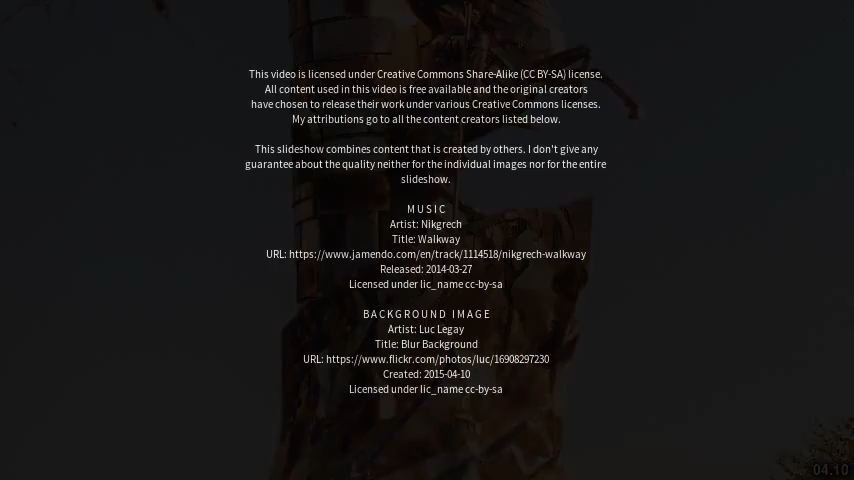 This video is licensed under Creative Commons Share-Alike (CC BY-SA) license.
All content used in this video is free available and the original creators
have chosen to release their work under various Creative Commons licenses.
My attributions go to all the content creators listed below.
This slideshow combines content that is created by others. I don't give any
guarantee about the quality neither for the individual images nor for the entire
slideshow.
MUSIC
Artist: Nikgrech
Title: Walkway
URL: https://www.jamendo.com/en/track/1114518/nikgrech-walkway
Released: 2014-03-27
Licensed under lic_name cc-by-sa
BACKGROUND IMAGE
Artist: Luc Legay
Title: Blur Background
URL: https://www.flickr.com/photos/luc/16908297230
Created: 2015-04-10
Licensed under lic_name cc-by-sa
04.10